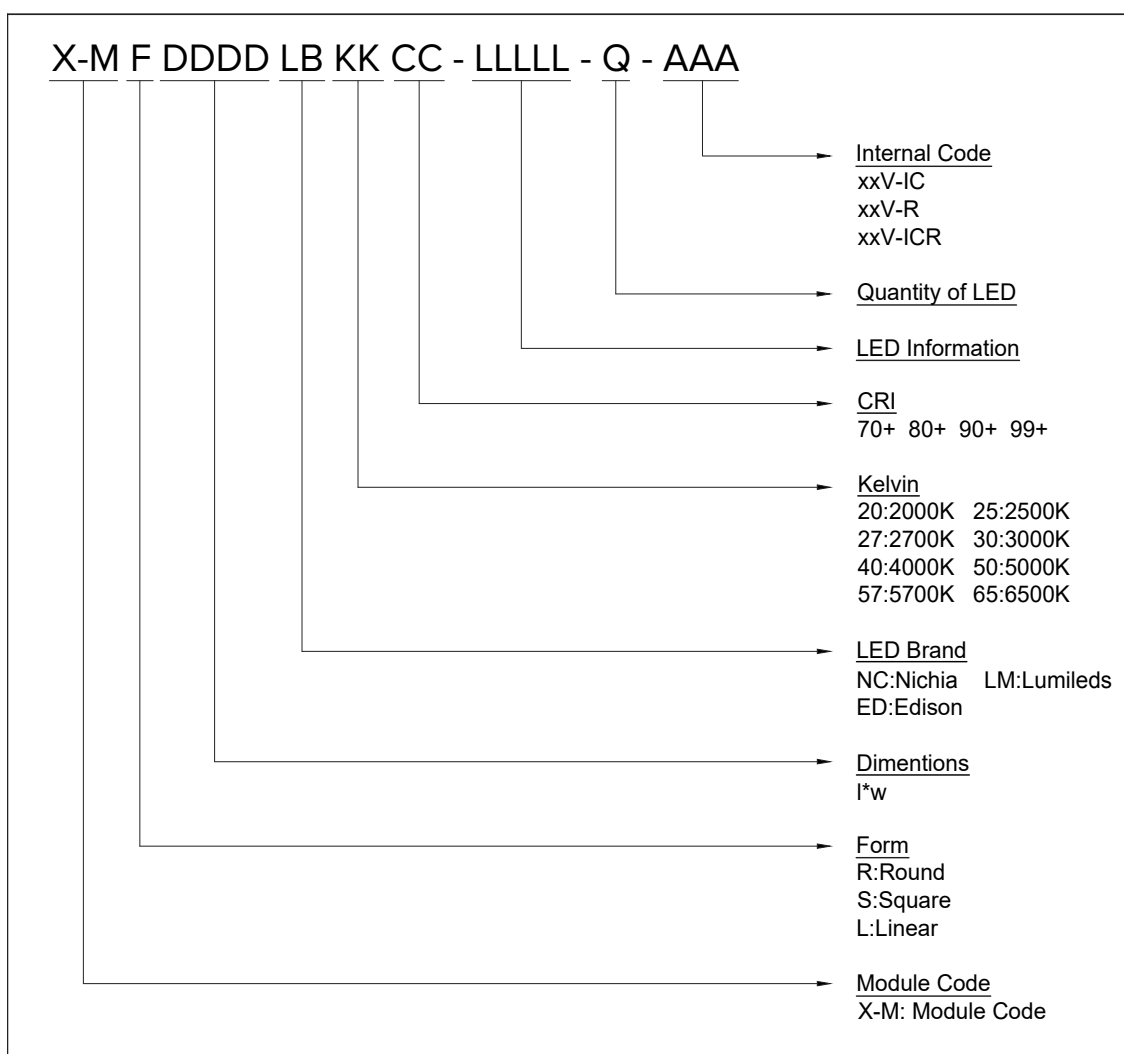 X-M F DDDD LB KK CC - LLLLL - Q - AAA
Internal Code
xxV-IC
xxV-R
xxV-ICR
Quantity of LED
LED Information
CRI
70+ 80+ 90+ 99+
Kelvin
20:2000K 25:2500K
27:2700K 30:3000K
40:4000K 50:5000K
57:5700K 65:6500K
LED Brand
NC:Nichia LM:Lumileds
ED:Edison
Dimentions
l*w
Form
R:Round
S:Square
L:Linear
Module Code
X-M: Module Code